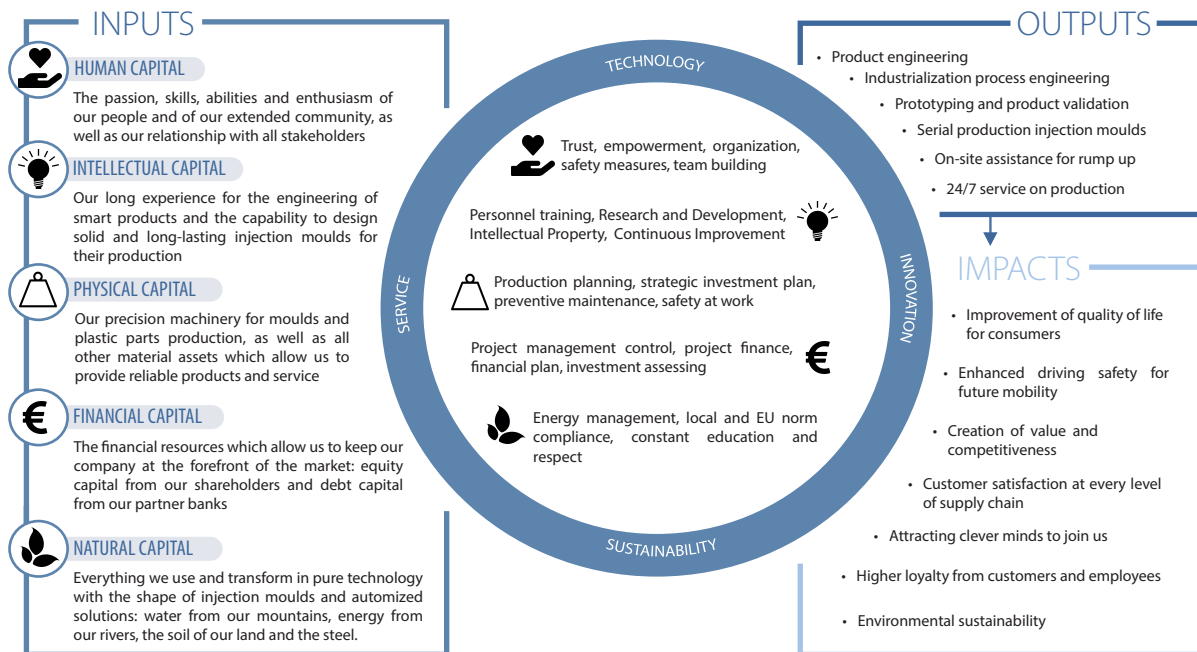 INPUTS
HUMAN CAPITAL
The passion, skills, abilities and enthusiasm of
our people and of our extended community, as
well as our relationship with all stakeholders
INTELLECTUAL CAPITAL
Our long experience for the engineering of
smart products and the capability to design
solid and long-lasting injection moulds for
their production
PHYSICAL CAPITAL
Our precision machinery for moulds and
plastic parts production, as well as all
other material assets which allow us to
provide reliable products and service
€
FINANCIAL CAPITAL
The financial resources which allow us to keep our
company at the forefront of the market: equity
capital from our shareholders and debt capital
from our partner banks
NATURAL CAPITAL
Everything we use and transform in pure technology
with the shape of injection moulds and automized
solutions: water from our mountains, energy from
our rivers, the soil of our land and the steel.
TECHNOLOGY
SERVICE
INNOVATION
SUSTAINABILITY
Trust, empowerment, organization,
safety measures, team building
Personnel training, Research and Development,
Intellectual Property, Continuous Improvement
Production planning, strategic investment plan,
preventive maintenance, safety at work
Project management control, project finance,
financial plan, investment assessing
€
Energy management, local and EU norm
compliance, constant education and
respect
OUTPUTS
• Product engineering
• Industrialization process engineering
• Prototyping and product validation
• Serial production injection moulds
• On-site assistance for rump up
• 24/7 service on production
IMPACTS
• Improvement of quality of life
for consumers
• Enhanced driving safety for
future mobility
• Creation of value and
competitiveness
• Customer satisfaction at every level
of supply chain
• Attracting clever minds to join us
• Higher loyalty from customers and employees
• Environmental sustainability